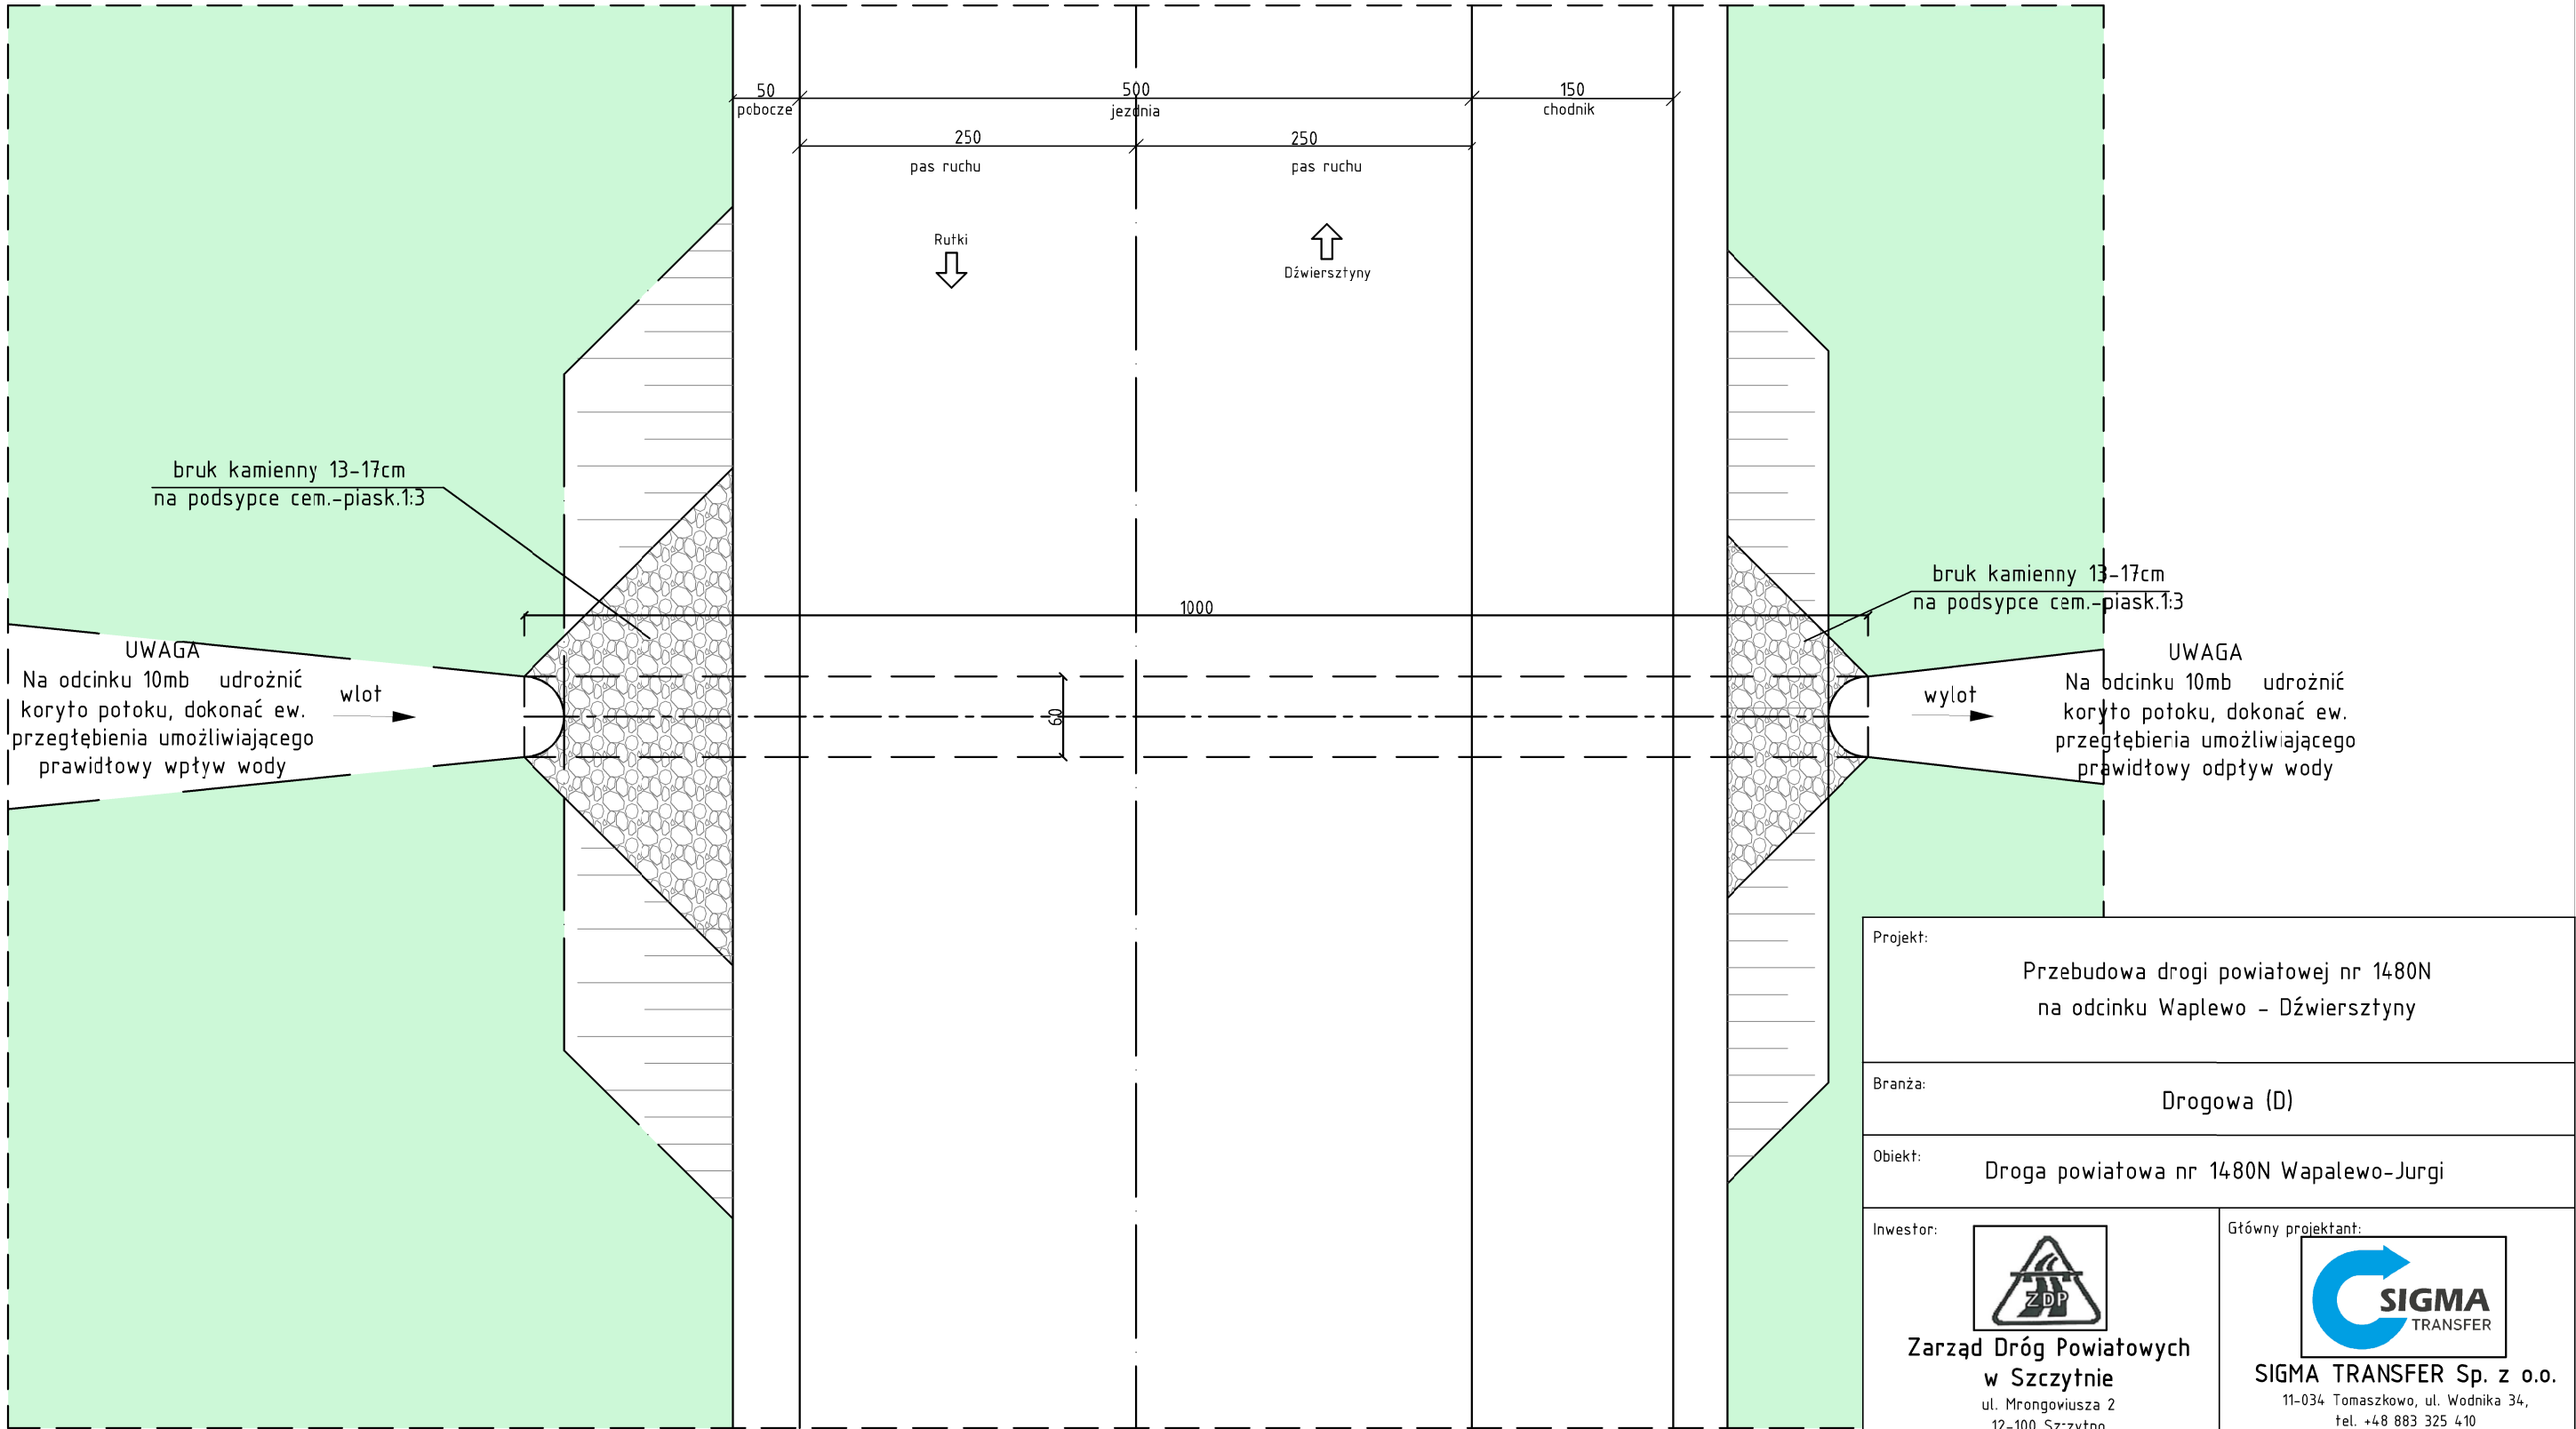 50
pobocze
500
jezdnia
150
chodnik
250
pas ruchu
250
pas ruchu
Rutki
Dźwiersztyny
bruk kamienny 13-17cm
na podsypce cem.-piask.1:3
bruk kamienny 13-17cm
na podsypce cem.-piask.1:3
1000
60
UWAGA
Na odcinku 10mb udrożnić
koryto potoku, dokonać ew.
przegłębienia umożliwiającego
prawidłowy wpływ wody
wlot
wylot
UWAGA
Na odcinku 10mb udrożnić
koryto potoku, dokonać ew.
przegłębienia umożliwiającego
prawidłowy odpływ wody
Projekt:
Przebudowa drogi powiatowej nr 1480N
na odcinku Waplewo - Dźwiersztyny
Branża:
Drogowa (D)
Obiekt:
Droga powiatowa nr 1480N Wapalewo-Jurgi
Inwestor:
ZDP
Zarząd Dróg Powiatowych
w Szczytnie
ul. Mrongowiusza 2
12-100 Szczytno
Główny projektant:
SIGMA
TRANSFER
SIGMA TRANSFER Sp. z o.o.
11-034 Tomaszkowo, ul. Wodnika 34,
tel. +48 883 325 410